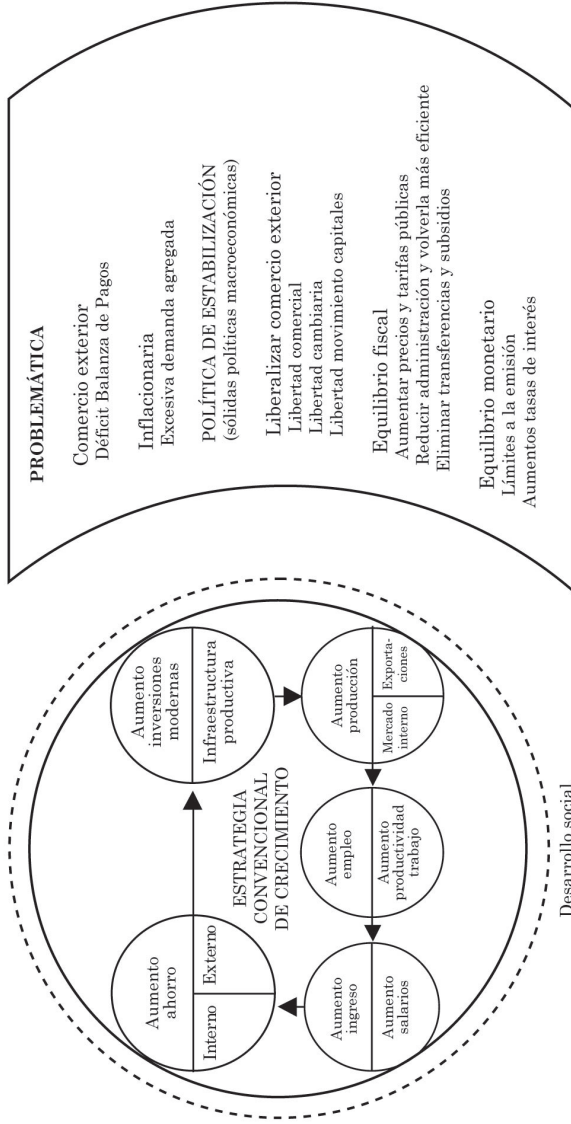 PROBLEMÁTICA
Comercio exterior
Déficit Balanza de Pagos
Inflacionaria
Excesiva demanda agregada
POLÍTICA DE ESTABILIZACIÓN
(sólidas políticas macroeconómicas)
Liberalizar comercio exterior
Libertad comercial
Libertad cambiaria
Libertad movimiento capitales
Equilibrio fiscal
Aumentar precios y tarifas públicas
Reducir administración y volverla más eficiente
Eliminar transferencias y subsidios
Equilibrio monetario
Límites a la emisión
Aumentos tasas de interés
Aumento
ahorro
Interno
Externo
Aumento
inversiones
modernas
Infraestructura
productiva
ESTRATEGIA
CONVENCIONAL
DE CRECIMIENTO
Aumento
producción
Mercado
interno
Exporta-
ciones
Aumento
empleo
Aumento
productividad
trabajo
Aumento
ingreso
Aumento
salarios
Desarrollo social